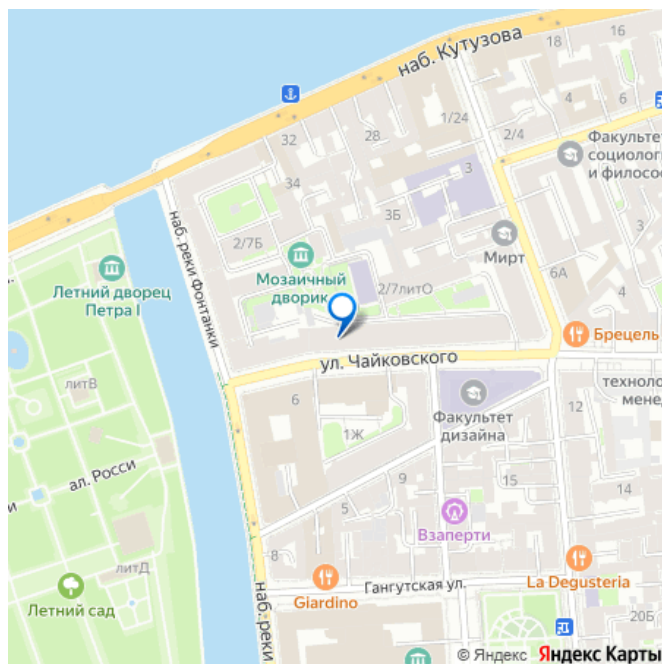 наб. Кутузова
18
16
32
28
1/24
4
6
2/4
Факультет
социолог
и филосо
34
3
3Б
Мирт
2/7Б
наб. реки Фонтанки
Летний дворец
Петра I
Мозаичный
дворик
2/7литО
6А
4
Брецель
ул. Чайковского
литВ
6
Факультет
дизайна
техноло
менед
12
1Ж
ал. Росси
9
15
14
и
5
Взаперти
8
литД
Летний сад
Giardino
Гангутская ул.
La Degusteria
20Б
наб. реки
© Яндекс Яндекс Карты